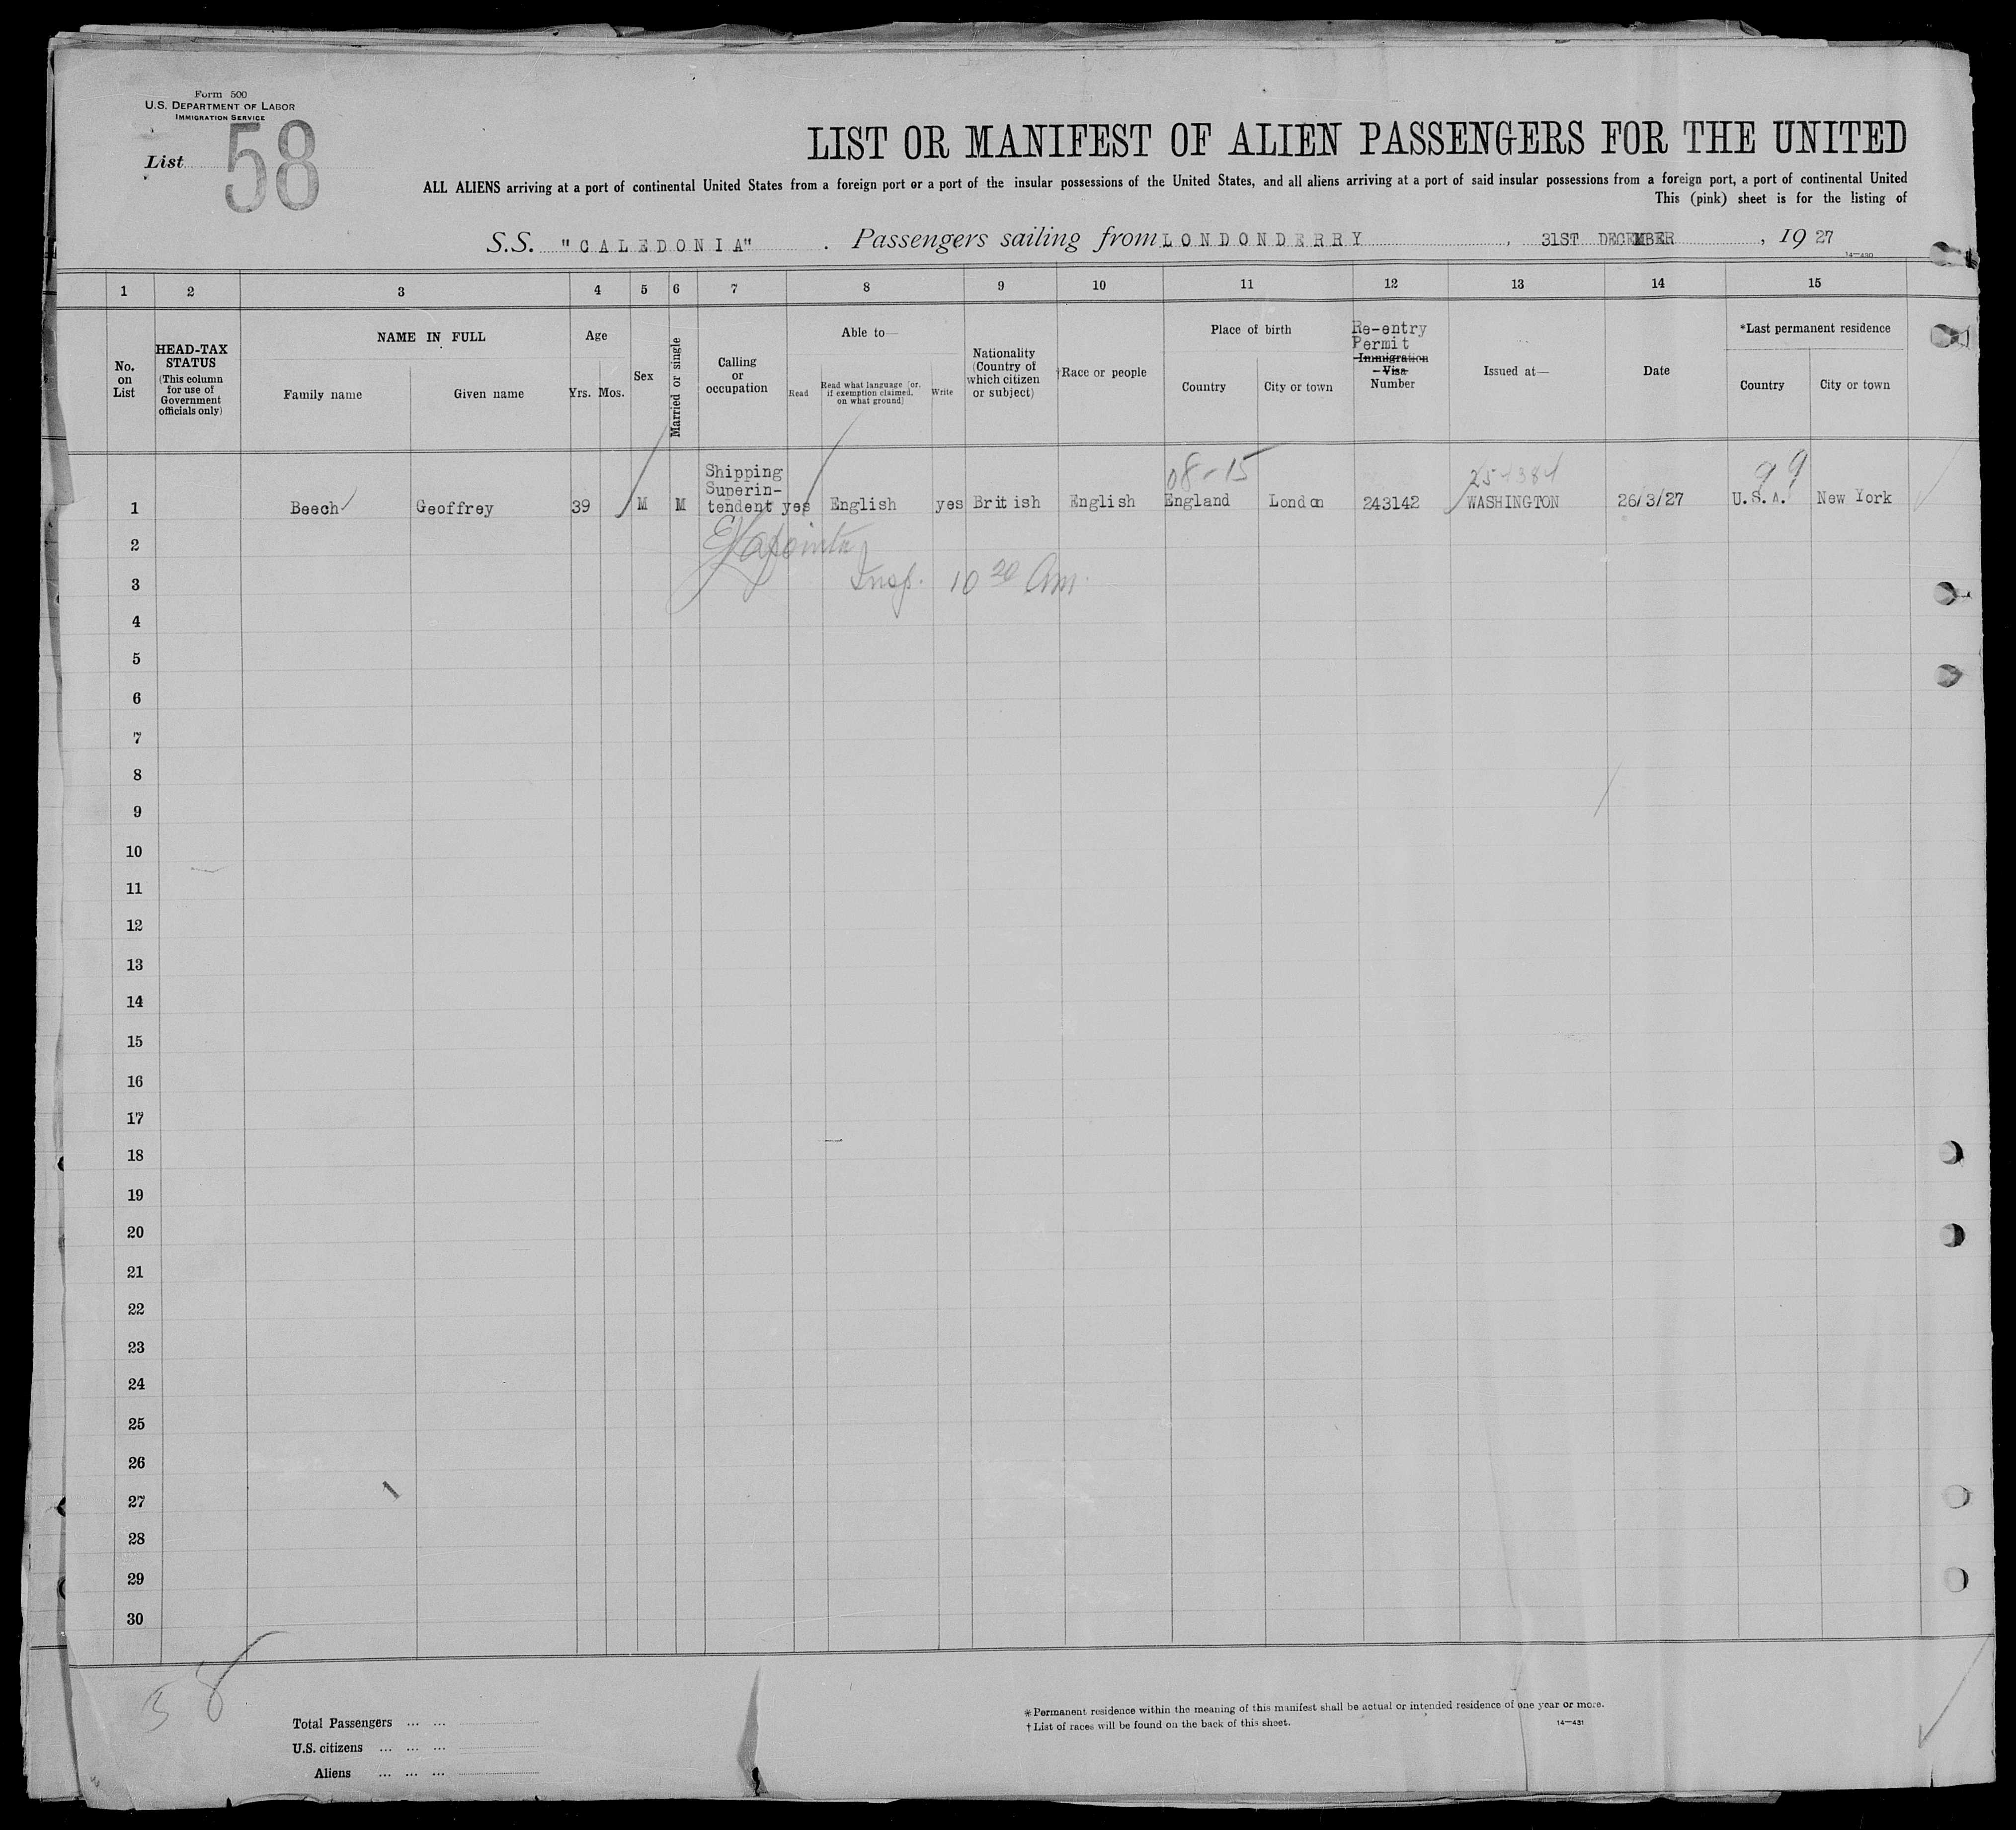 Form 500
U.S. DEPARTMENT OF LABOR
IMMIGRATION SERVICE
List 58
LIST OR MANIFEST OF ALIEN PASSENGERS FOR THE UNITED
ALL ALIENS arriving at a port of continental United States from a foreign port or a port of the insular possessions of the United States, and all aliens arriving at a port of said insular possessions from a foreign port, a port of continental United
This (pink) sheet is for the listing of
S.S. "CALEDONIA" . Passengers sailing from LONDONDERRY , 31ST DECEMBER , 19 27
14—430
1 2 3 4 5 6 7 8 9 10 11 12 13 14 15
No. on List
HEAD-TAX STATUS
(This column for use of Government officials only)
NAME IN FULL
Family name Given name
Age
Yrs. Mos.
Sex
Married or single
Calling or occupation
Able to—
Read
Read what language [or, if exemption claimed, on what ground]
Write
Nationality (Country of which citizen or subject)
†Race or people
Place of birth
Country City or town
Re-entry
Permit
Immigration
Visa
Number
Issued at—
Date
*Last permanent residence
Country City or town
08-15 99
1 Beech Geoffrey 39 M M Shipping Superin-tendent yes English yes British English England London 243142 WASHINGTON 26/3/27 U.S.A. New York
2
3 Insp. 10 20 Am.
4
5
6
7
8
9
10
11
12
13
14
15
16
17
18
19
20
21
22
23
24
25
26
27
28
29
30
38
Total Passengers ... ...
U.S. citizens ... ... ...
Aliens ... ... ...
*Permanent residence within the meaning of this manifest shall be actual or intended residence of one year or more.
†List of races will be found on the back of this sheet.
14—431